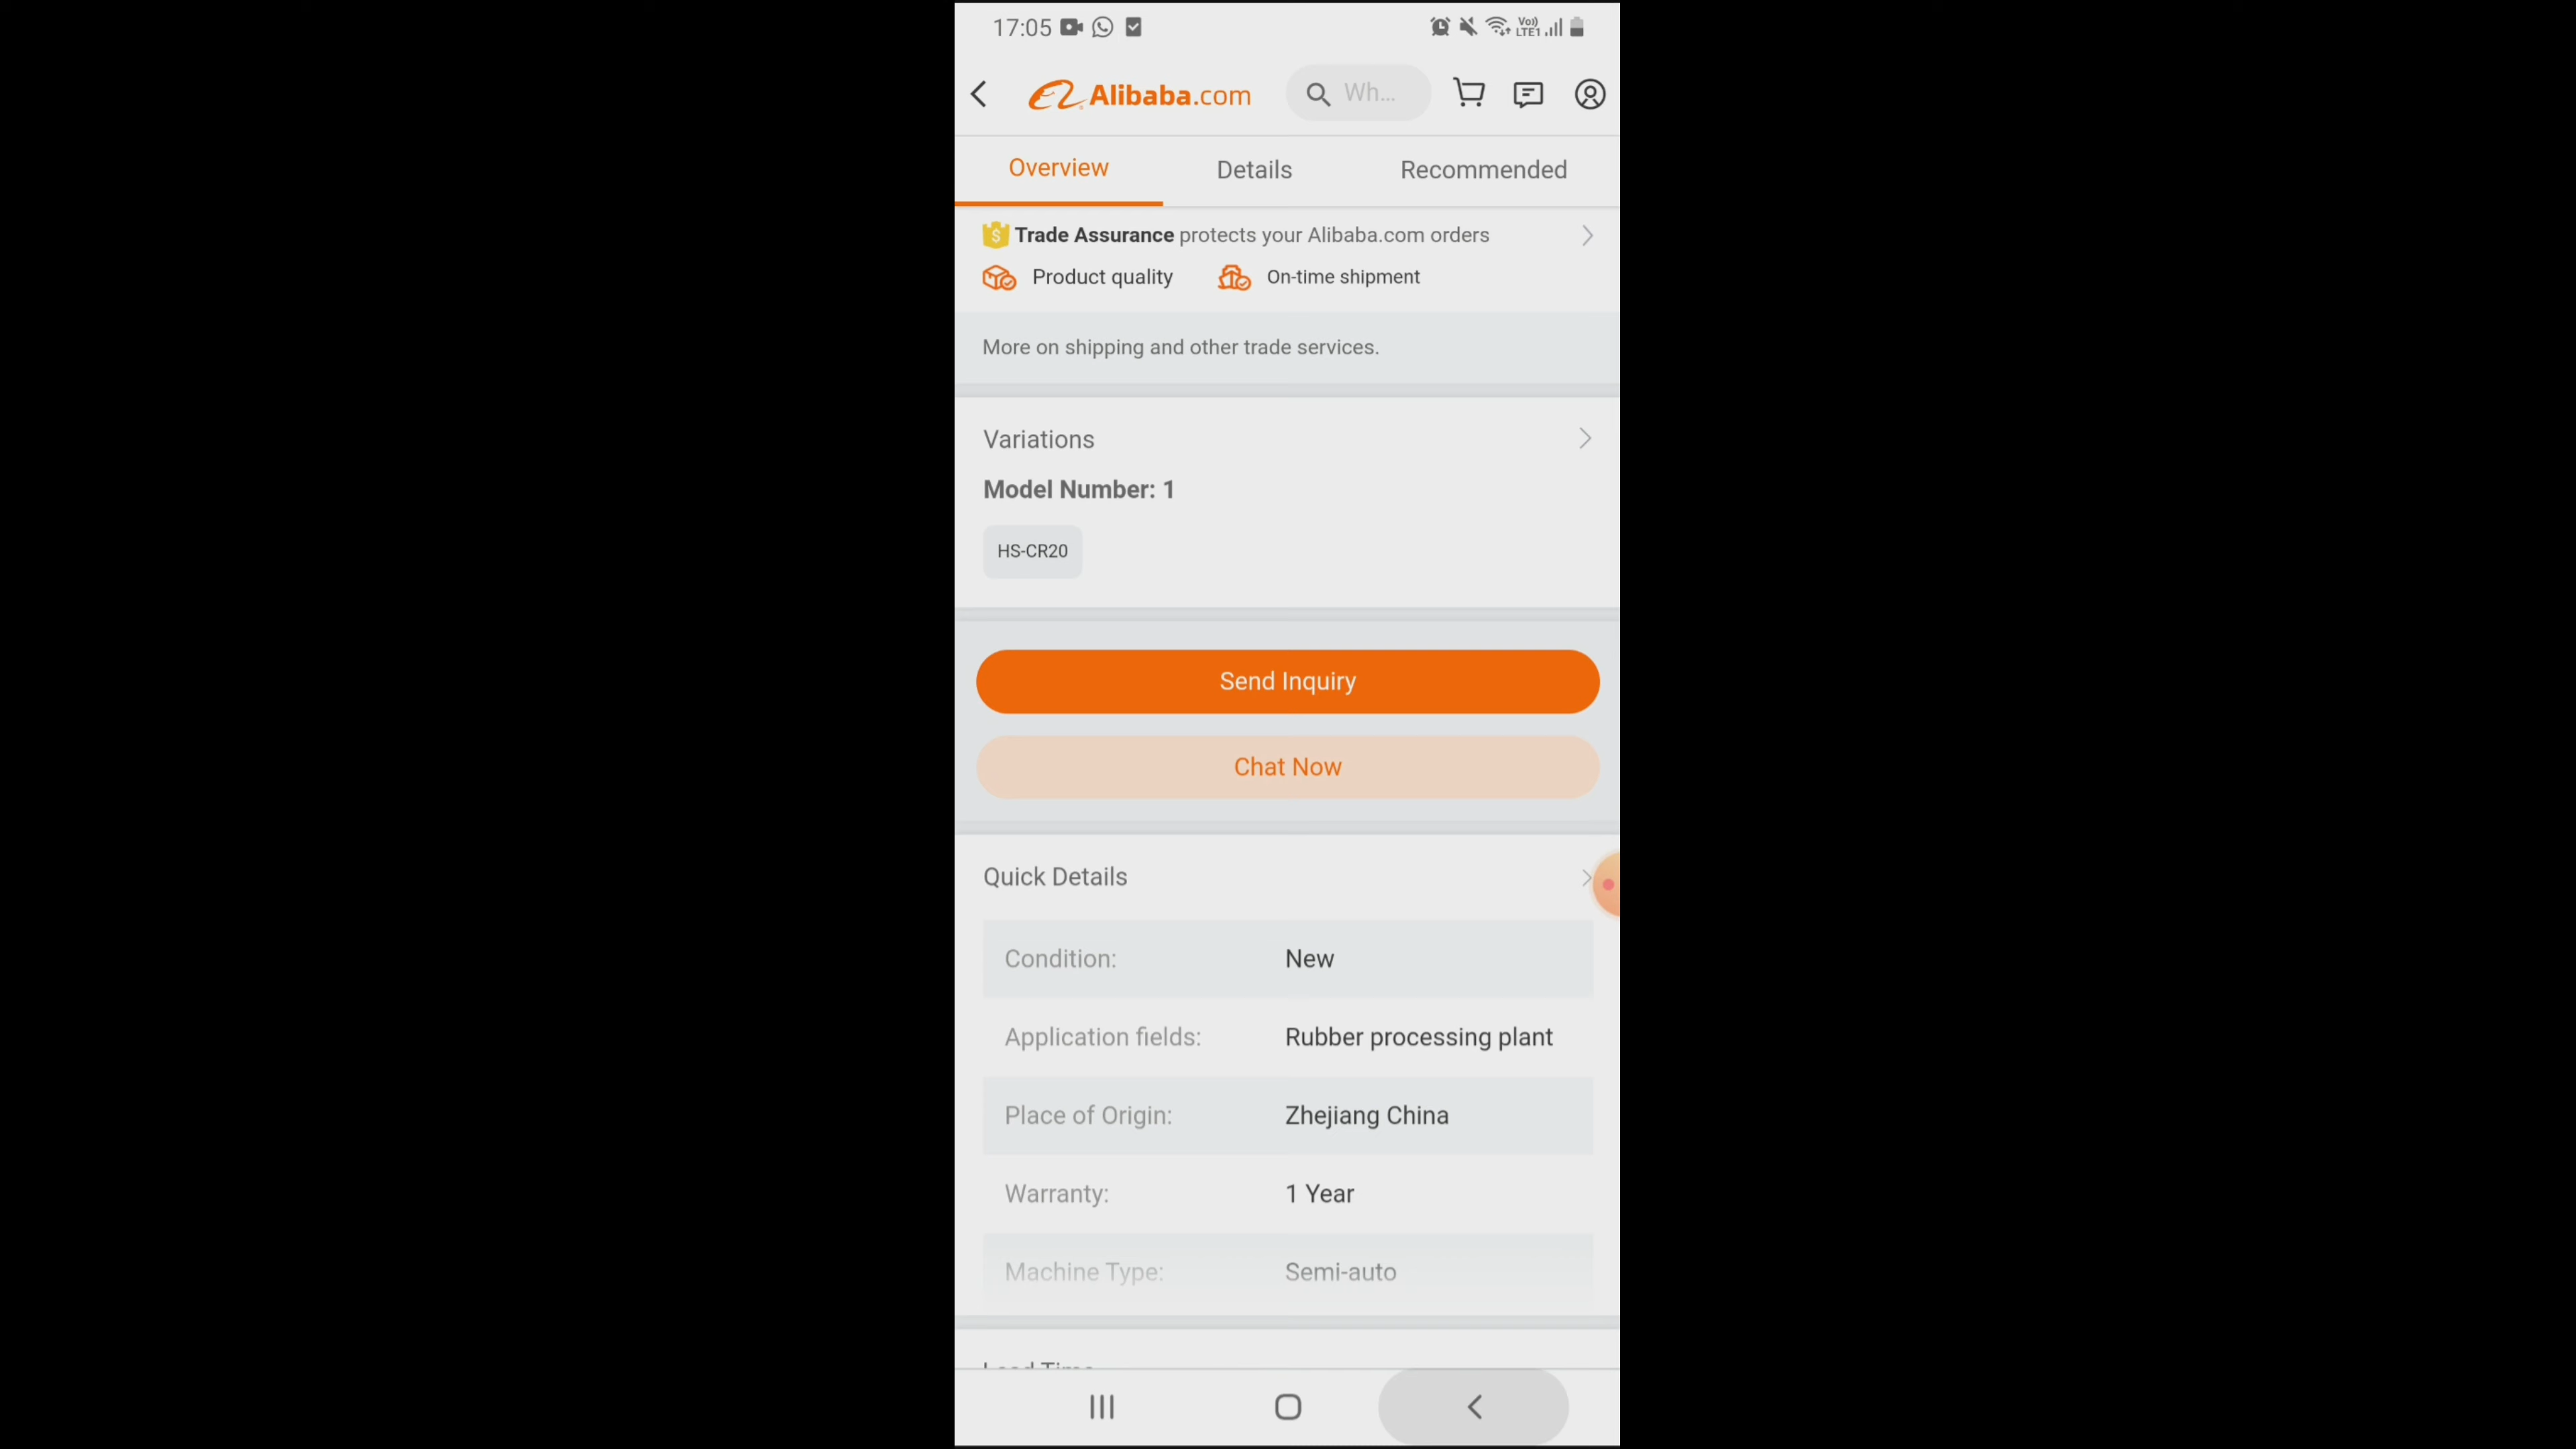 17:05
Vo))
LTE1
Alibaba.com
Wh...
Overview
Details
Recommended
Trade Assurance protects your Alibaba.com orders
Product quality
On-time shipment
More on shipping and other trade services.
Variations
Model Number: 1
HS-CR20
Send Inquiry
Chat Now
Quick Details
Condition: New
Application fields: Rubber processing plant
Place of Origin: Zhejiang China
Warranty: 1 Year
Machine Type: Semi-auto